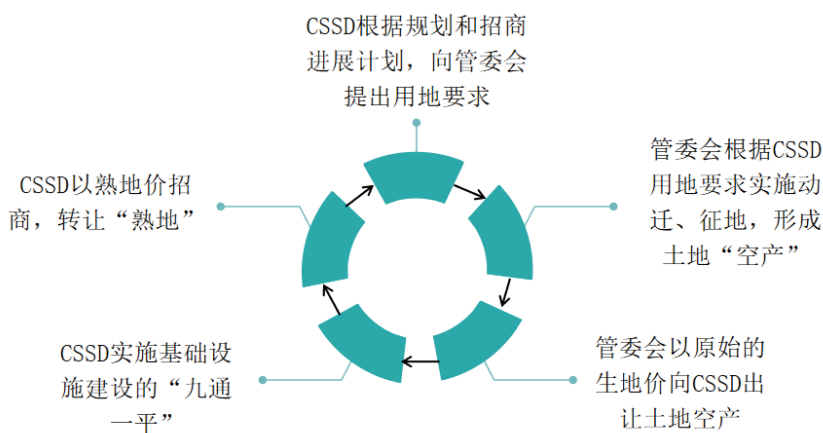 CSSD根据规划和招商
进展计划，向管委会
提出用地要求
管委会根据CSSD
用地要求实施动
迁、征地，形成
土地“空产”
管委会以原始的
生地价向CSSD出
让土地空产
CSSD实施基础设
施建设的“九通
一平”
CSSD以熟地价招
商，转让“熟地”